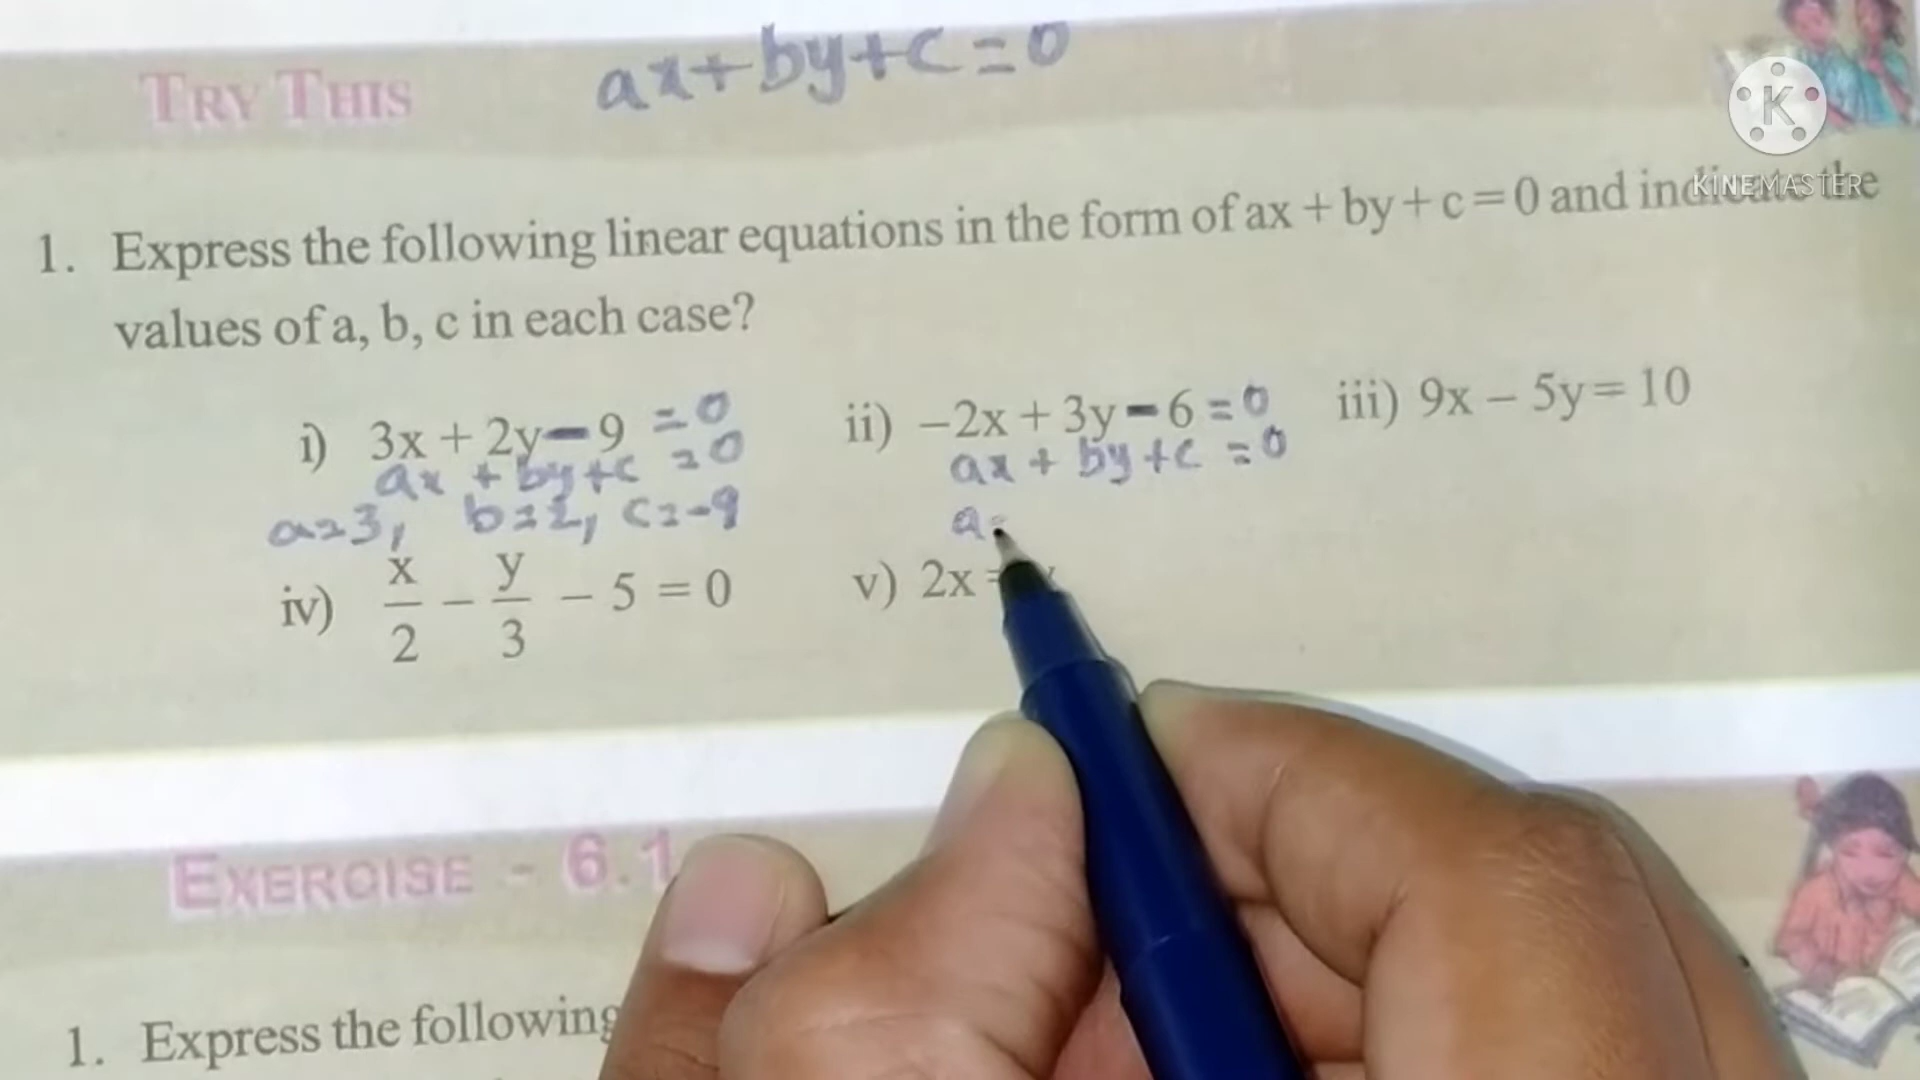 TRY THIS ax+by+c=0
K
KINEMASTER
1. Express the following linear equations in the form of ax + by + c = 0 and indicate the
values of a, b, c in each case?
i) 3x + 2y - 9 = 0 ii) -2x + 3y - 6 = 0 iii) 9x – 5y = 10
ax + by + c = 0 ax + by + c = 0
a=3, b=2, c=-9 a=
iv) x/2 – y/3 – 5 = 0 v) 2x =
EXERCISE - 6.1
1. Express the following